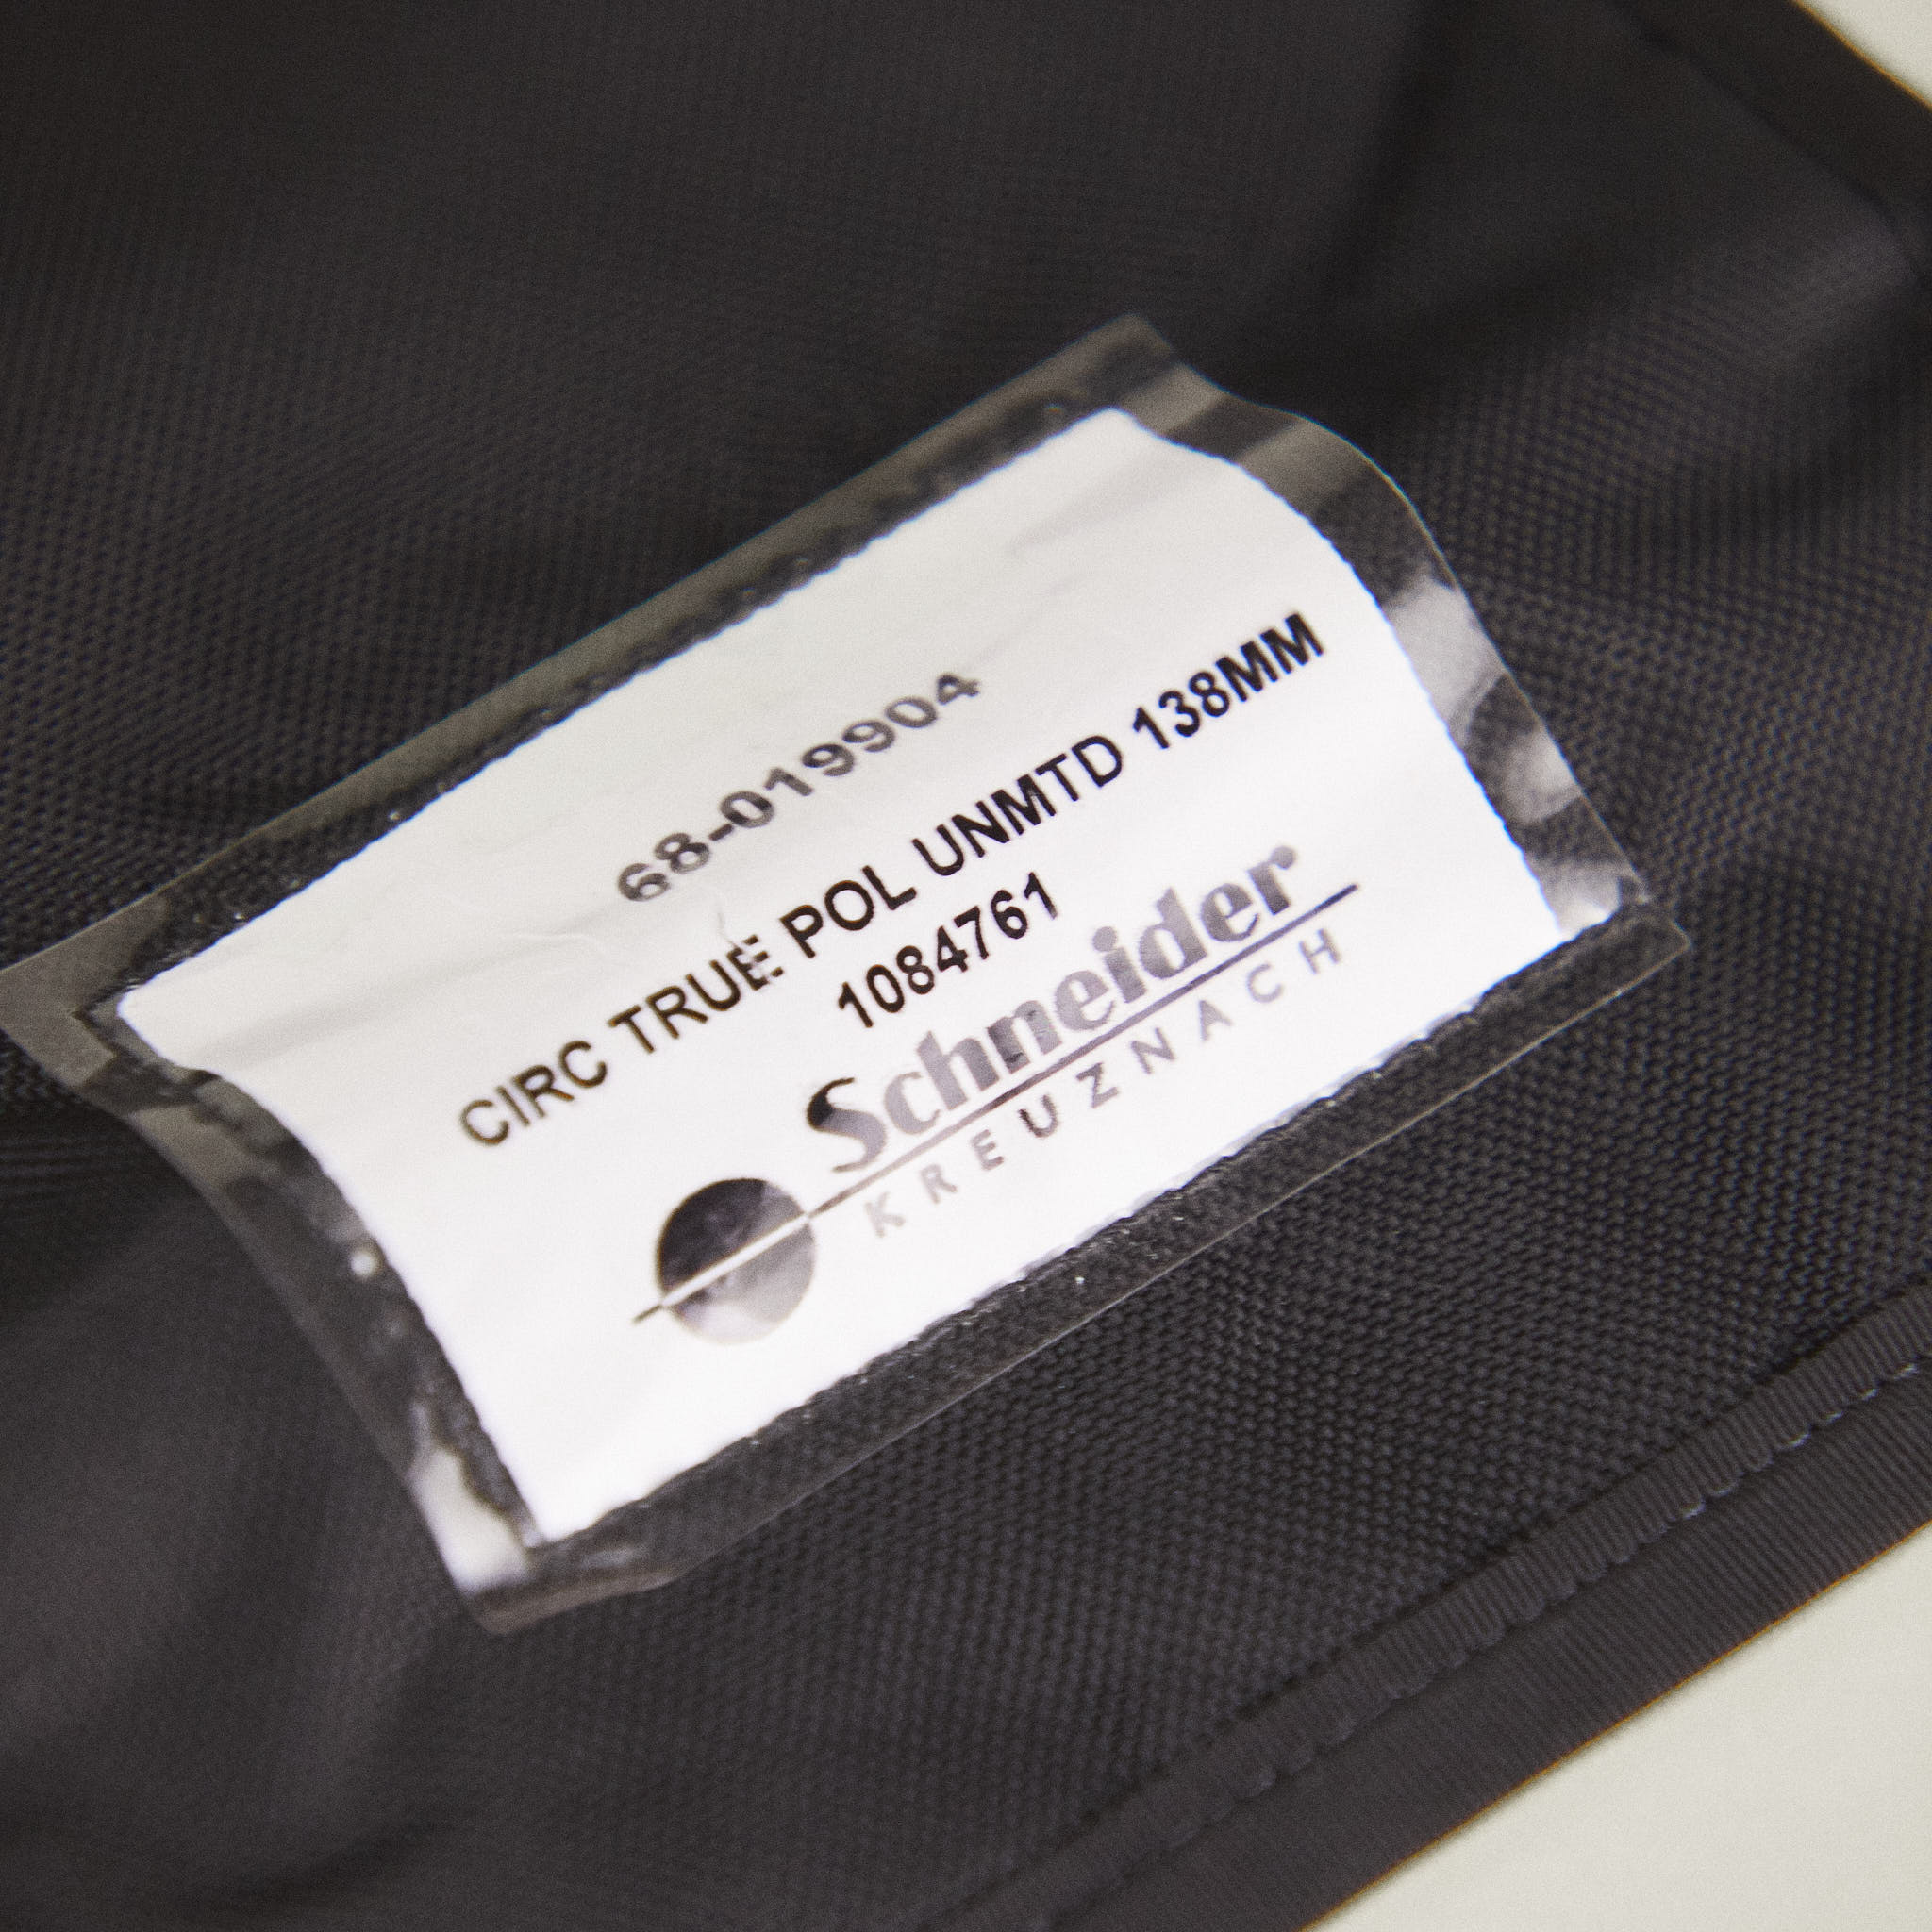 68-019904
CIRC TRUE POL UNMTD 138MM
1084761
Schneider
KREUZNACH